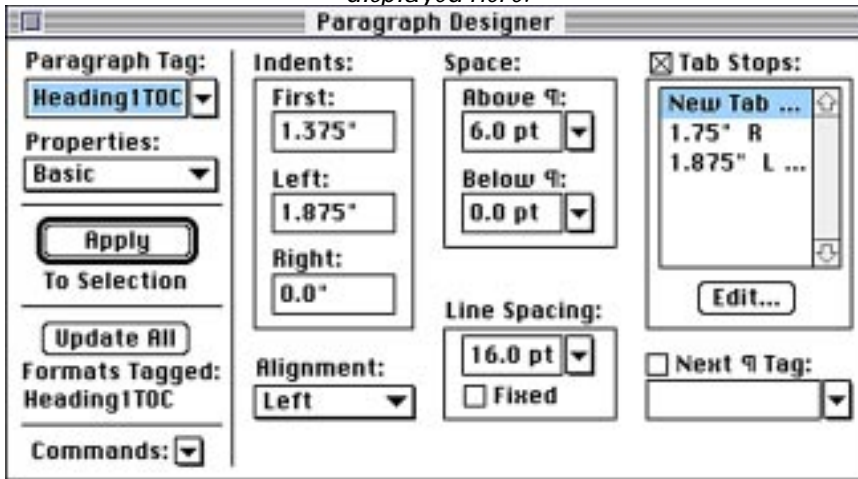 displayed here.
Paragraph Designer
Paragraph Tag:
Heading1TOC
Properties:
Basic
Apply
To Selection
Update All
Formats Tagged:
Heading1TOC
Commands:
Indents:
First:
1.375"
Left:
1.875"
Right:
0.0"
Alignment:
Left
Space:
Above ¶:
6.0 pt
Below ¶:
0.0 pt
Line Spacing:
16.0 pt
Fixed
Tab Stops:
New Tab ...
1.75" R
1.875" L ...
Edit...
Next ¶ Tag: